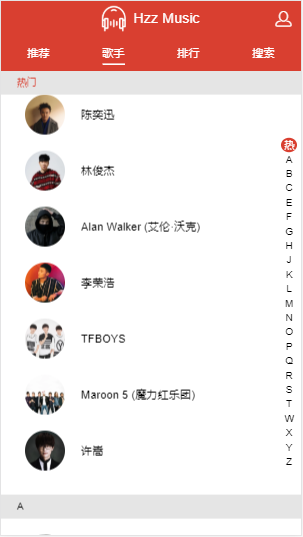 Hzz Music
推荐 歌手 排行 搜索
热门
陈奕迅
林俊杰
Alan Walker (艾伦·沃克)
李荣浩
TFBOYS
Maroon 5 (魔力红乐团)
许嵩
A
热
A
B
C
E
F
G
H
J
K
L
M
N
O
P
Q
R
S
T
W
X
Y
Z